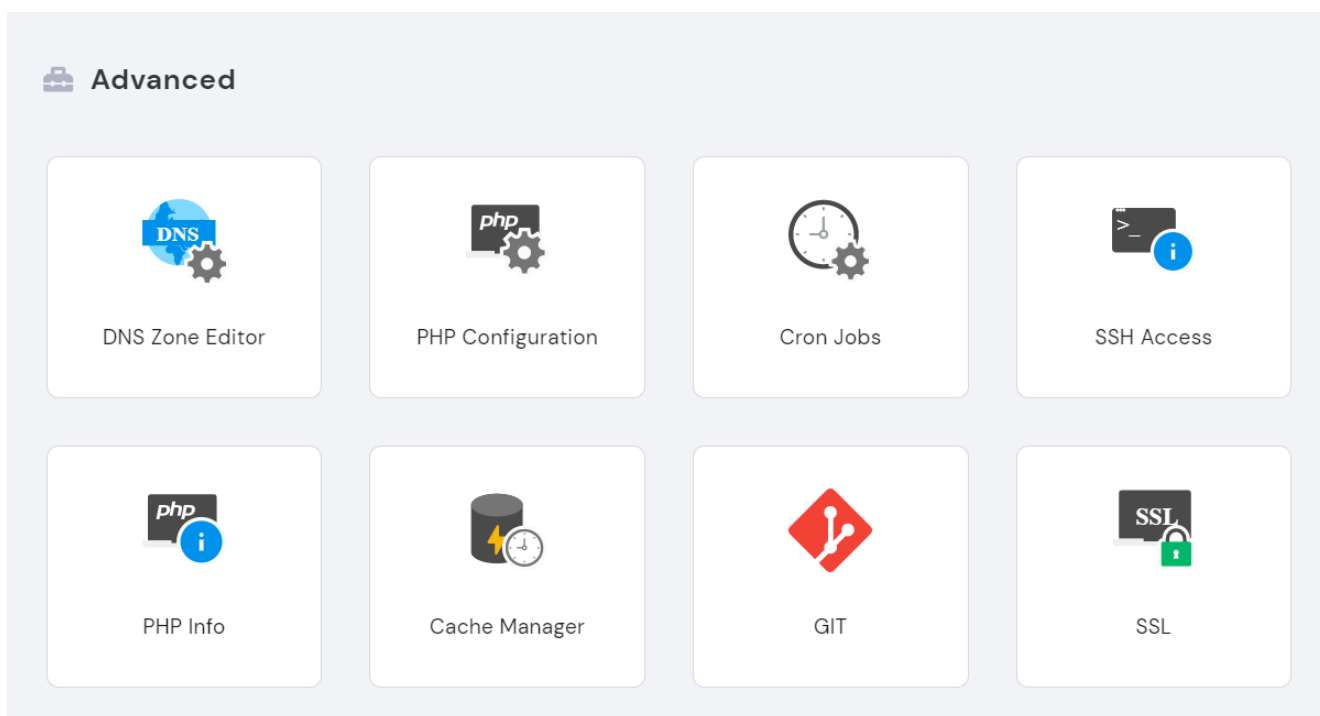 Advanced
DNS
DNS Zone Editor
php
PHP Configuration
Cron Jobs
>_
i
SSH Access
php
i
PHP Info
Cache Manager
GIT
SSL
SSL